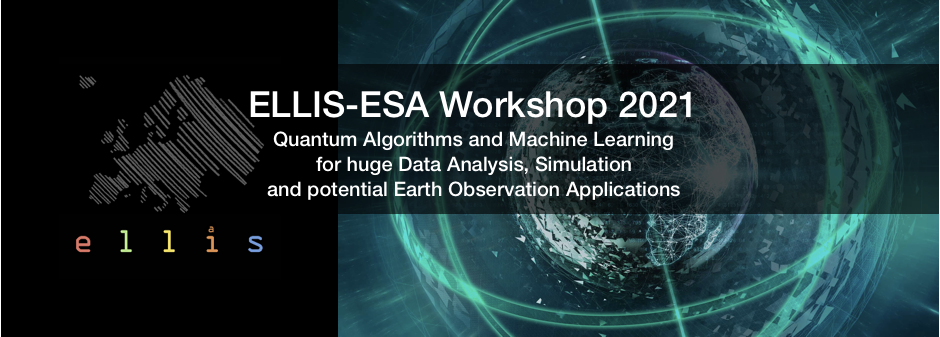 ELLIS-ESA Workshop 2021
Quantum Algorithms and Machine Learning
for huge Data Analysis, Simulation
and potential Earth Observation Applications
e l l i s